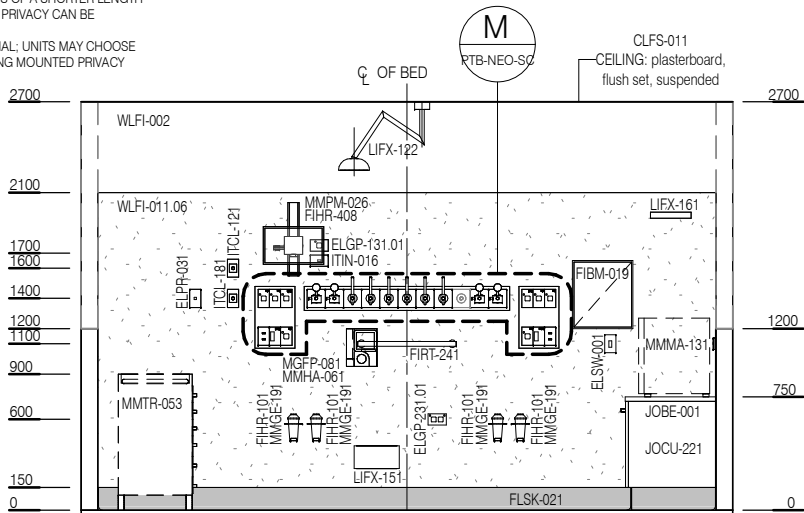 S OF A SHORTER LENGTH
PRIVACY CAN BE
AL; UNITS MAY CHOOSE
NG MOUNTED PRIVACY
M
PTB-NEO-SC
CLFS-011
CEILING: plasterboard,
flush set, suspended
CL OF BED
2700
2700
WLFI-002
LIFX-122
2100
WLFI-011.06
MMPM-026
FIHR-408
LIFX-161
ITCL-121
ELGP-131.01
ITIN-016
1700
1600
ELPR-031
ITCL-181
FIBM-019
1400
1200
1200
1100
ELSW-001
MMMA-131
FIRT-241
MGFP-081
MMHA-061
900
750
MMTR-053
JOBE-001
600
FIHR-101
MMGE-191
FIHR-101
MMGE-191
ELGP-231.01
FIHR-101
MMGE-191
FIHR-101
MMGE-191
JOCU-221
LIFX-151
150
FLSK-021
0
0